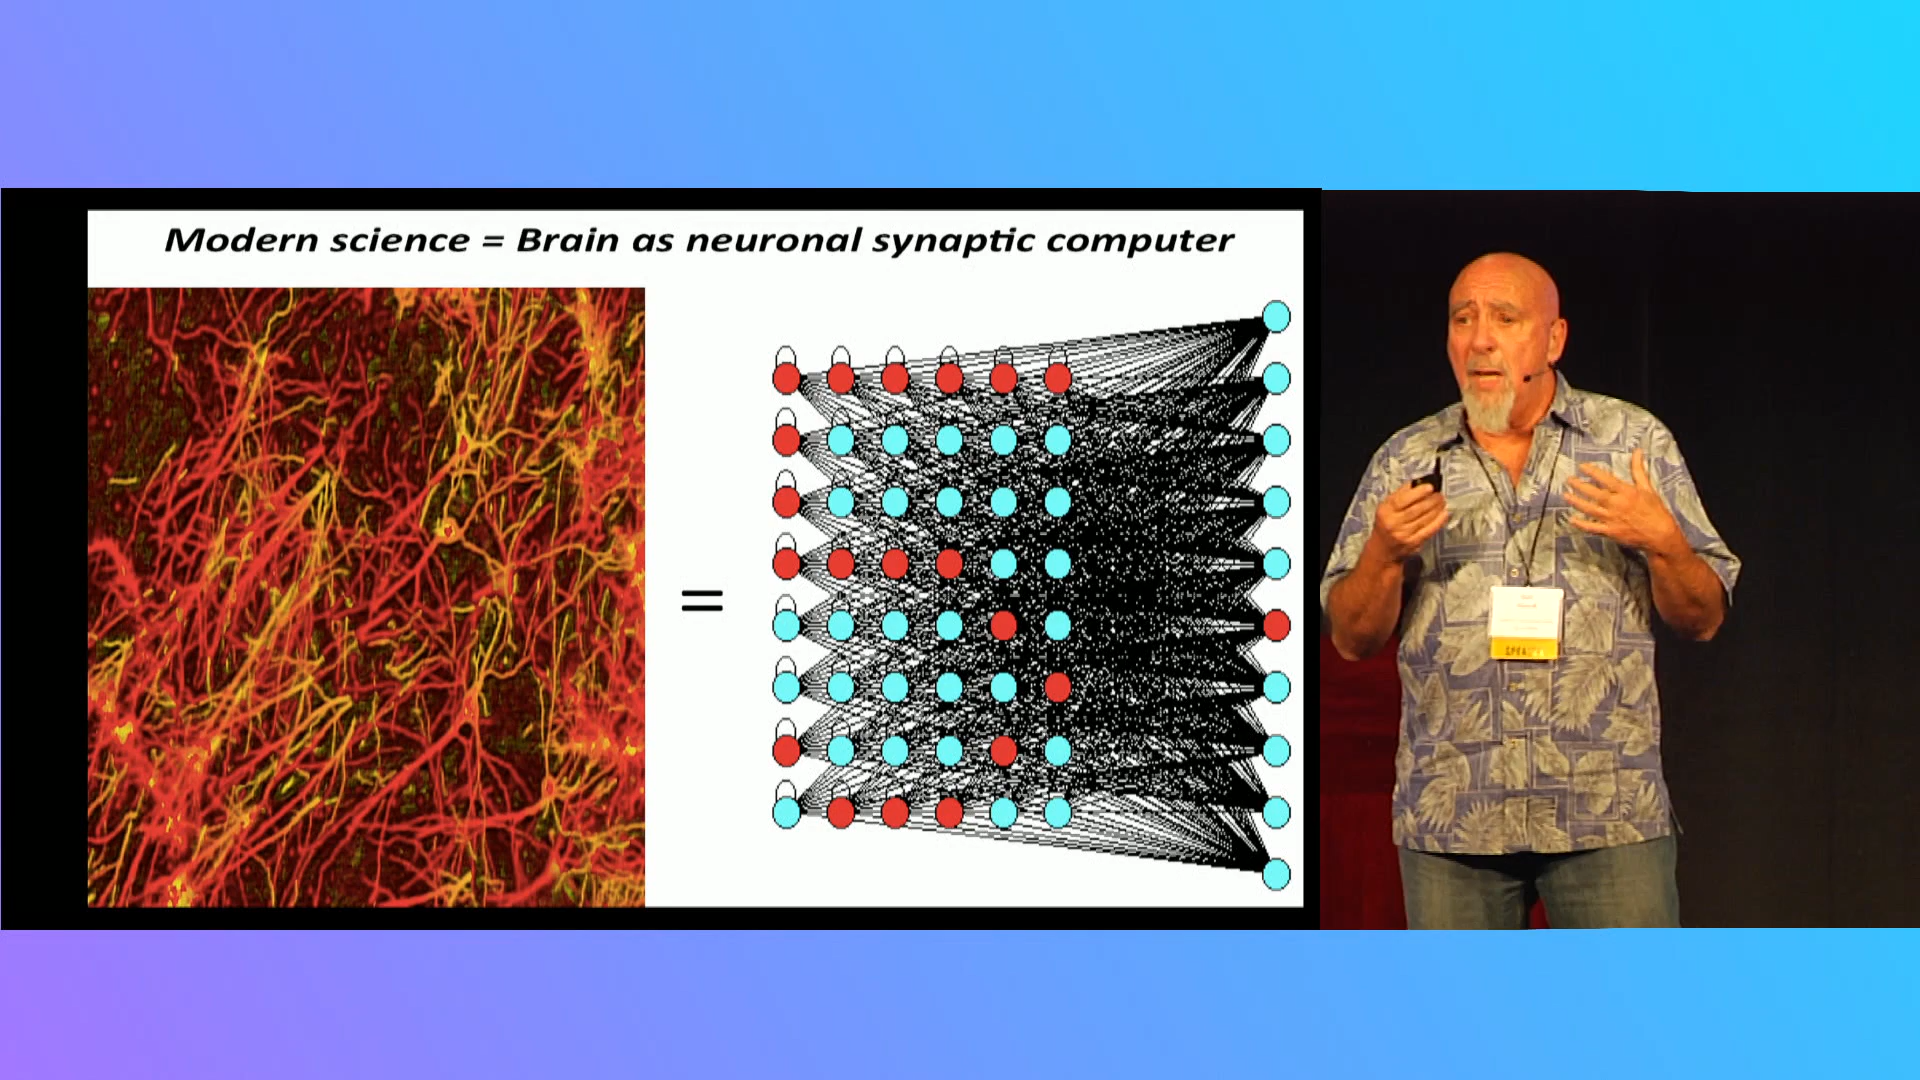 Modern science = Brain as neuronal synaptic computer
=